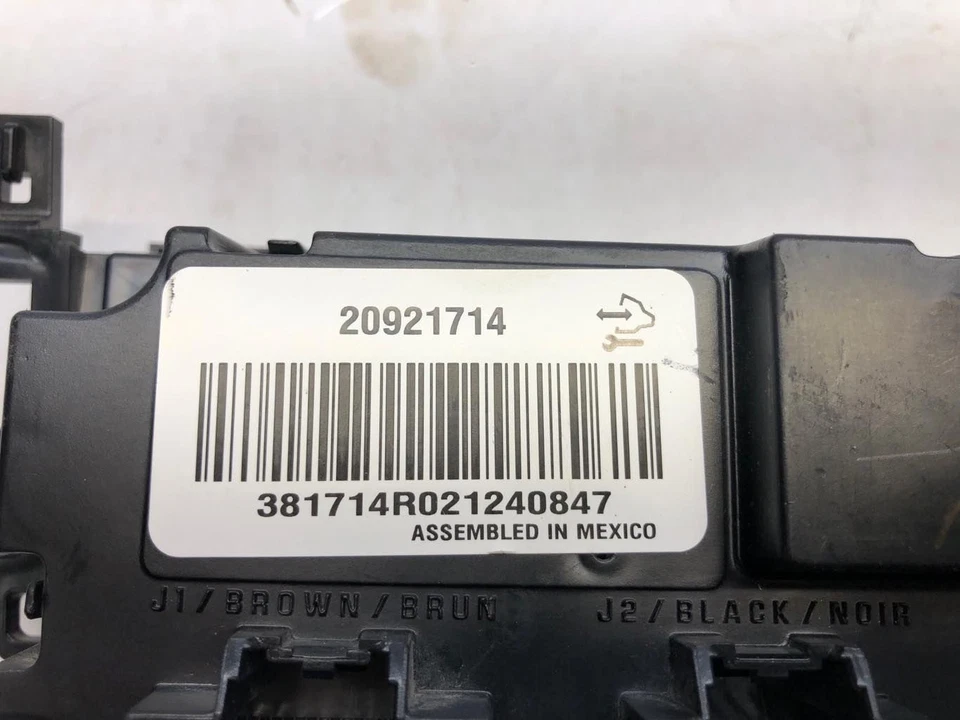 20921714
381714R021240847
ASSEMBLED IN MEXICO
J1/BROWN/BRUN J2/BLACK/NOIR